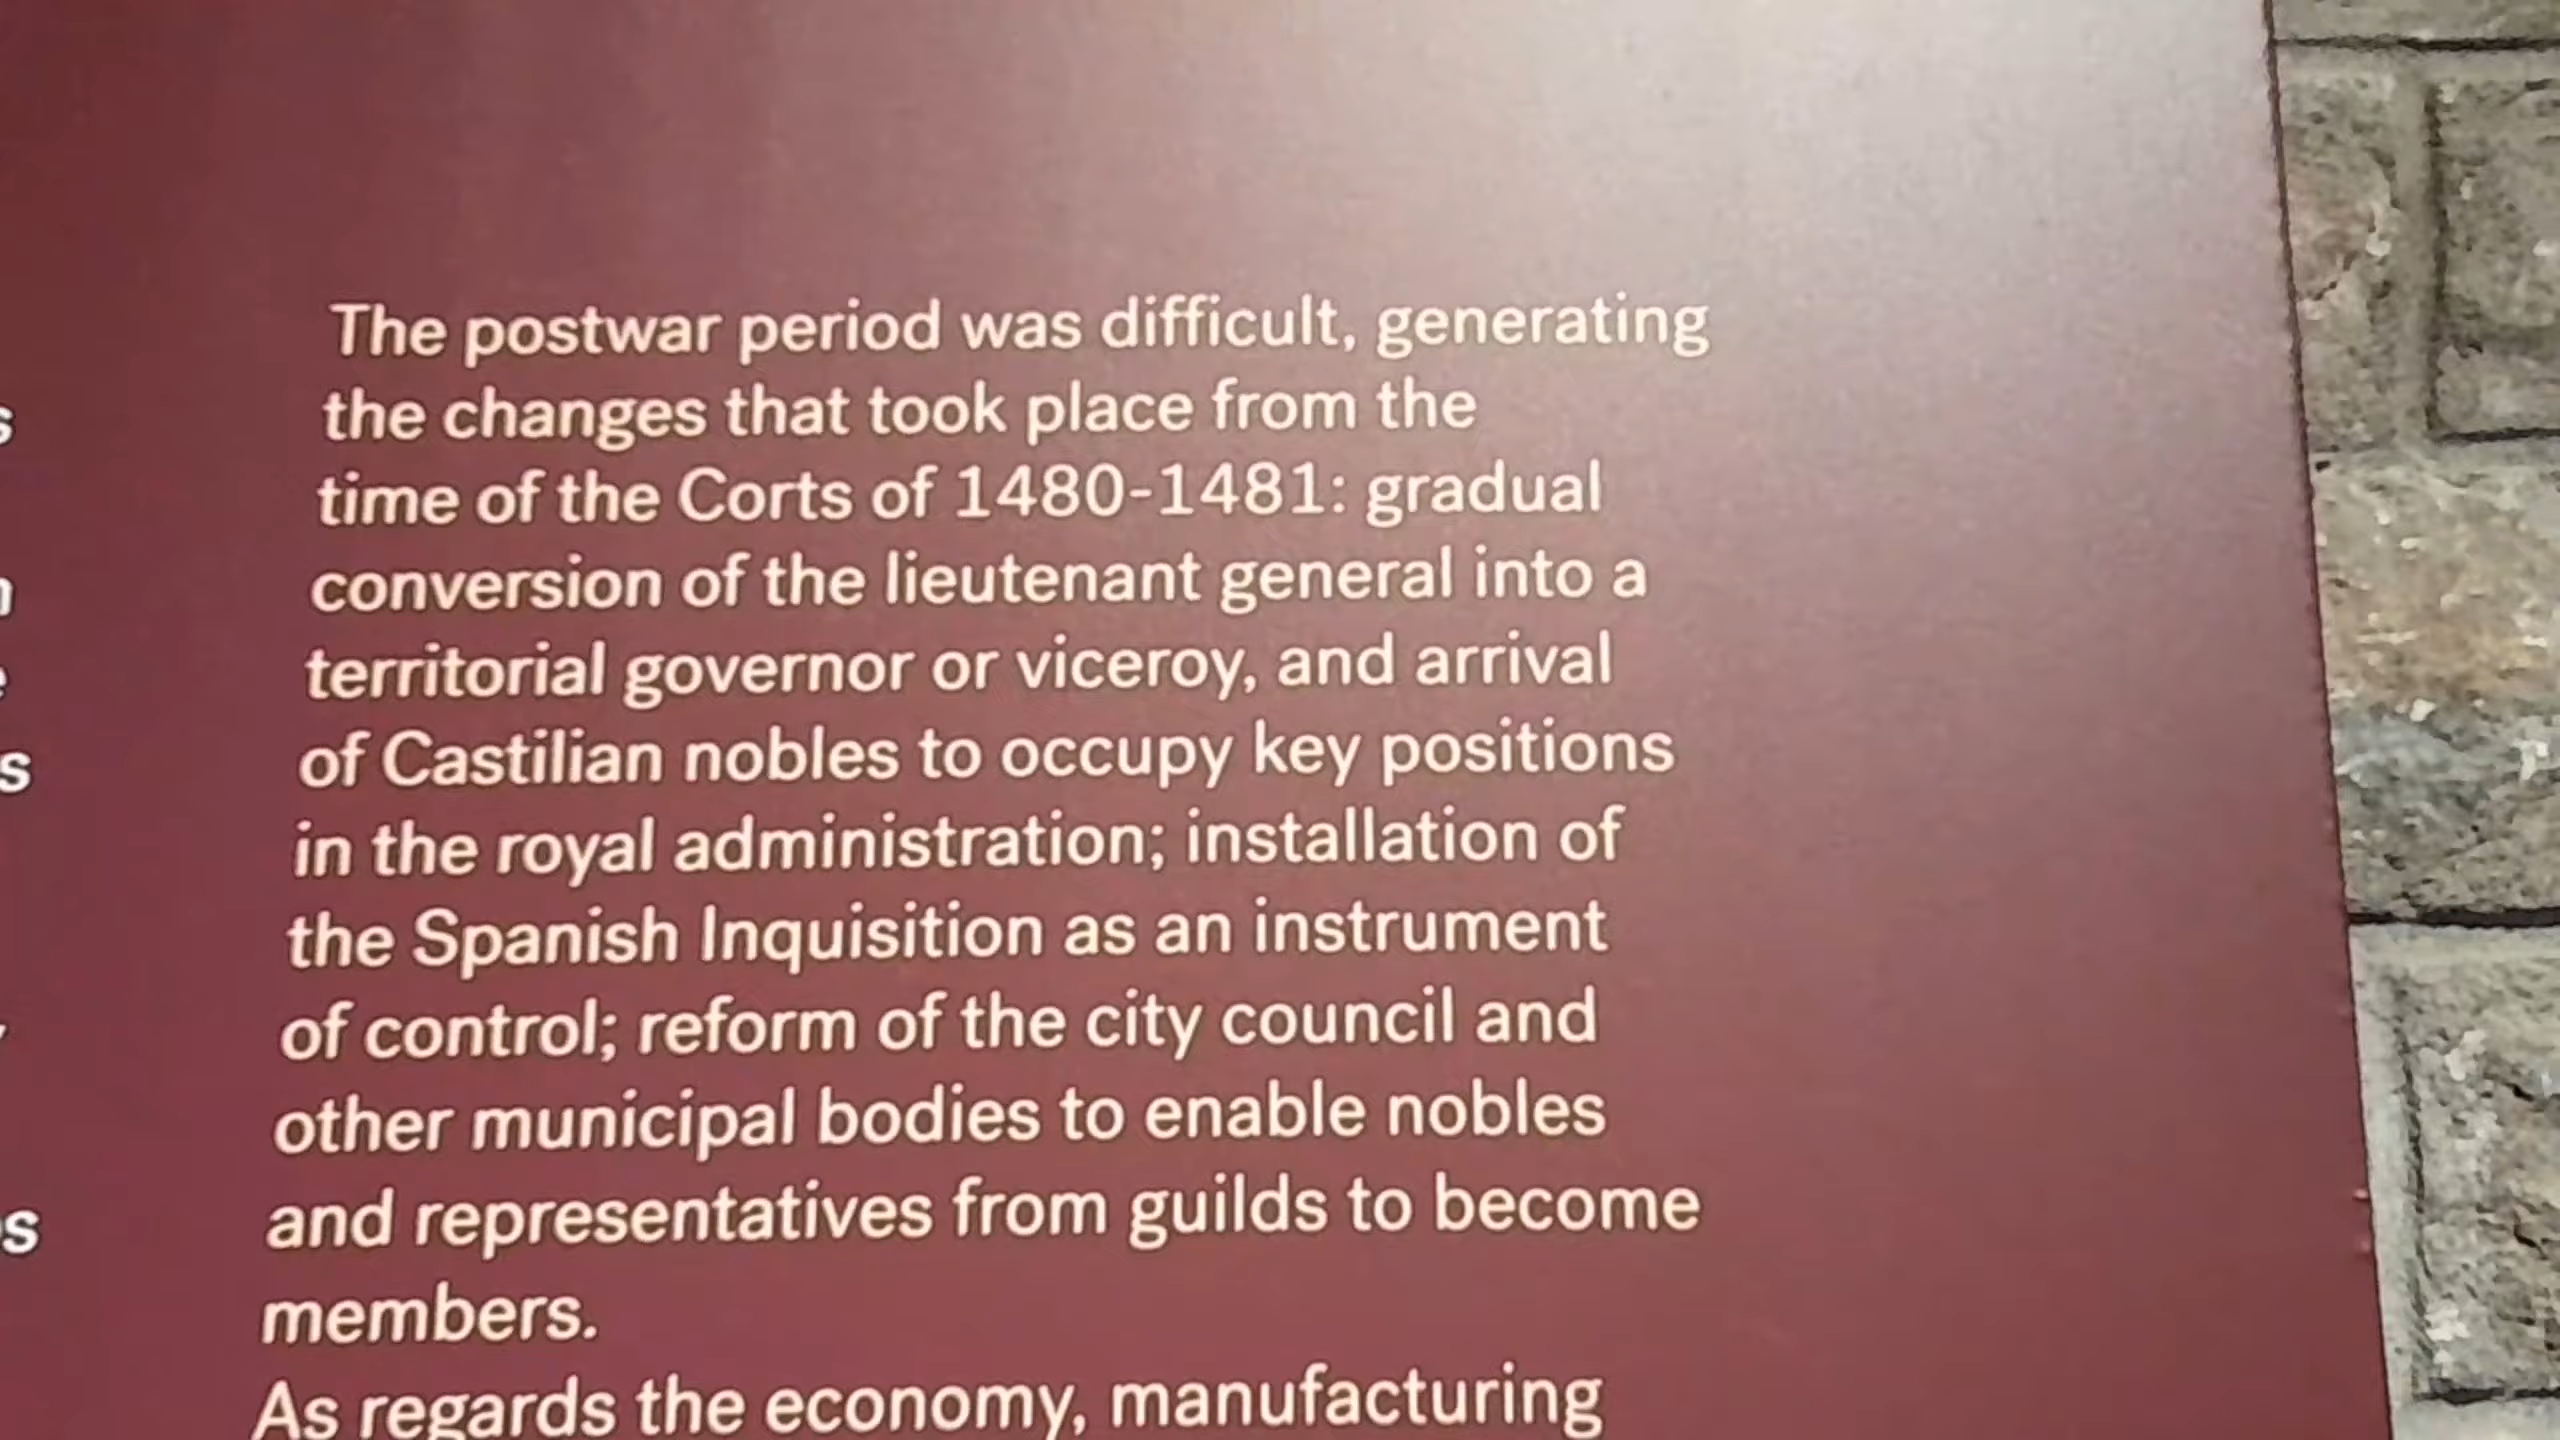 The postwar period was difficult, generating
the changes that took place from the
time of the Corts of 1480-1481: gradual
conversion of the lieutenant general into a
territorial governor or viceroy, and arrival
of Castilian nobles to occupy key positions
in the royal administration; installation of
the Spanish Inquisition as an instrument
of control; reform of the city council and
other municipal bodies to enable nobles
and representatives from guilds to become
members.
As regards the economy, manufacturing